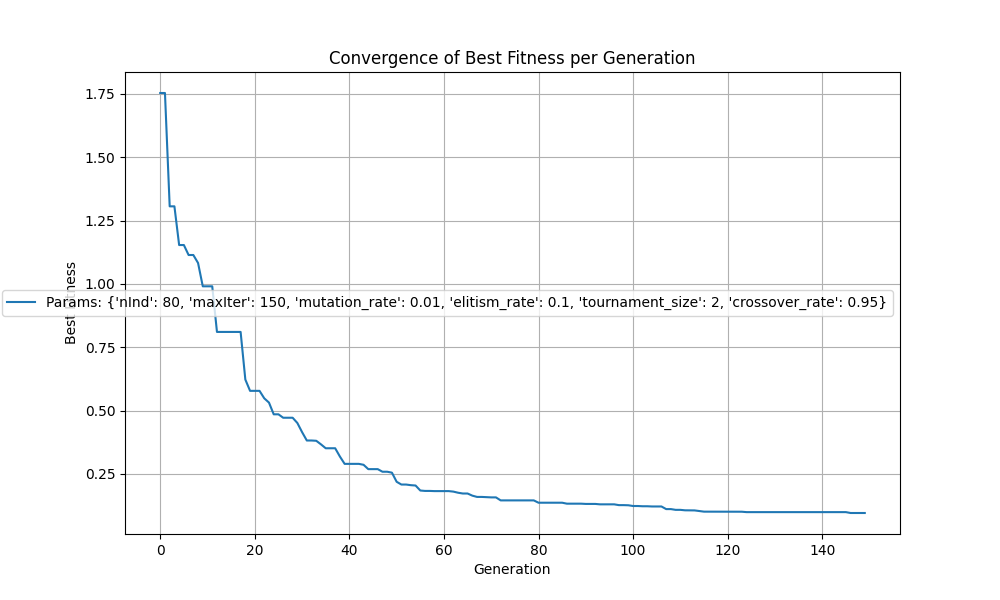 Convergence of Best Fitness per Generation
1.75
1.50
1.25
1.00
0.75
0.50
0.25
Best
Params: {'nInd': 80, 'maxIter': 150, 'mutation_rate': 0.01, 'elitism_rate': 0.1, 'tournament_size': 2, 'crossover_rate': 0.95}
0 20 40 60 80 100 120 140
Generation